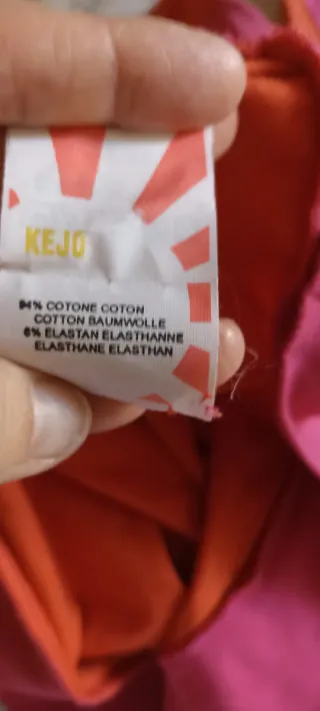 KEJO
94% COTONE COTON
COTTON BAUMWOLLE
6% ELASTAN ELASTHANNE
ELASTHANE ELASTHAN